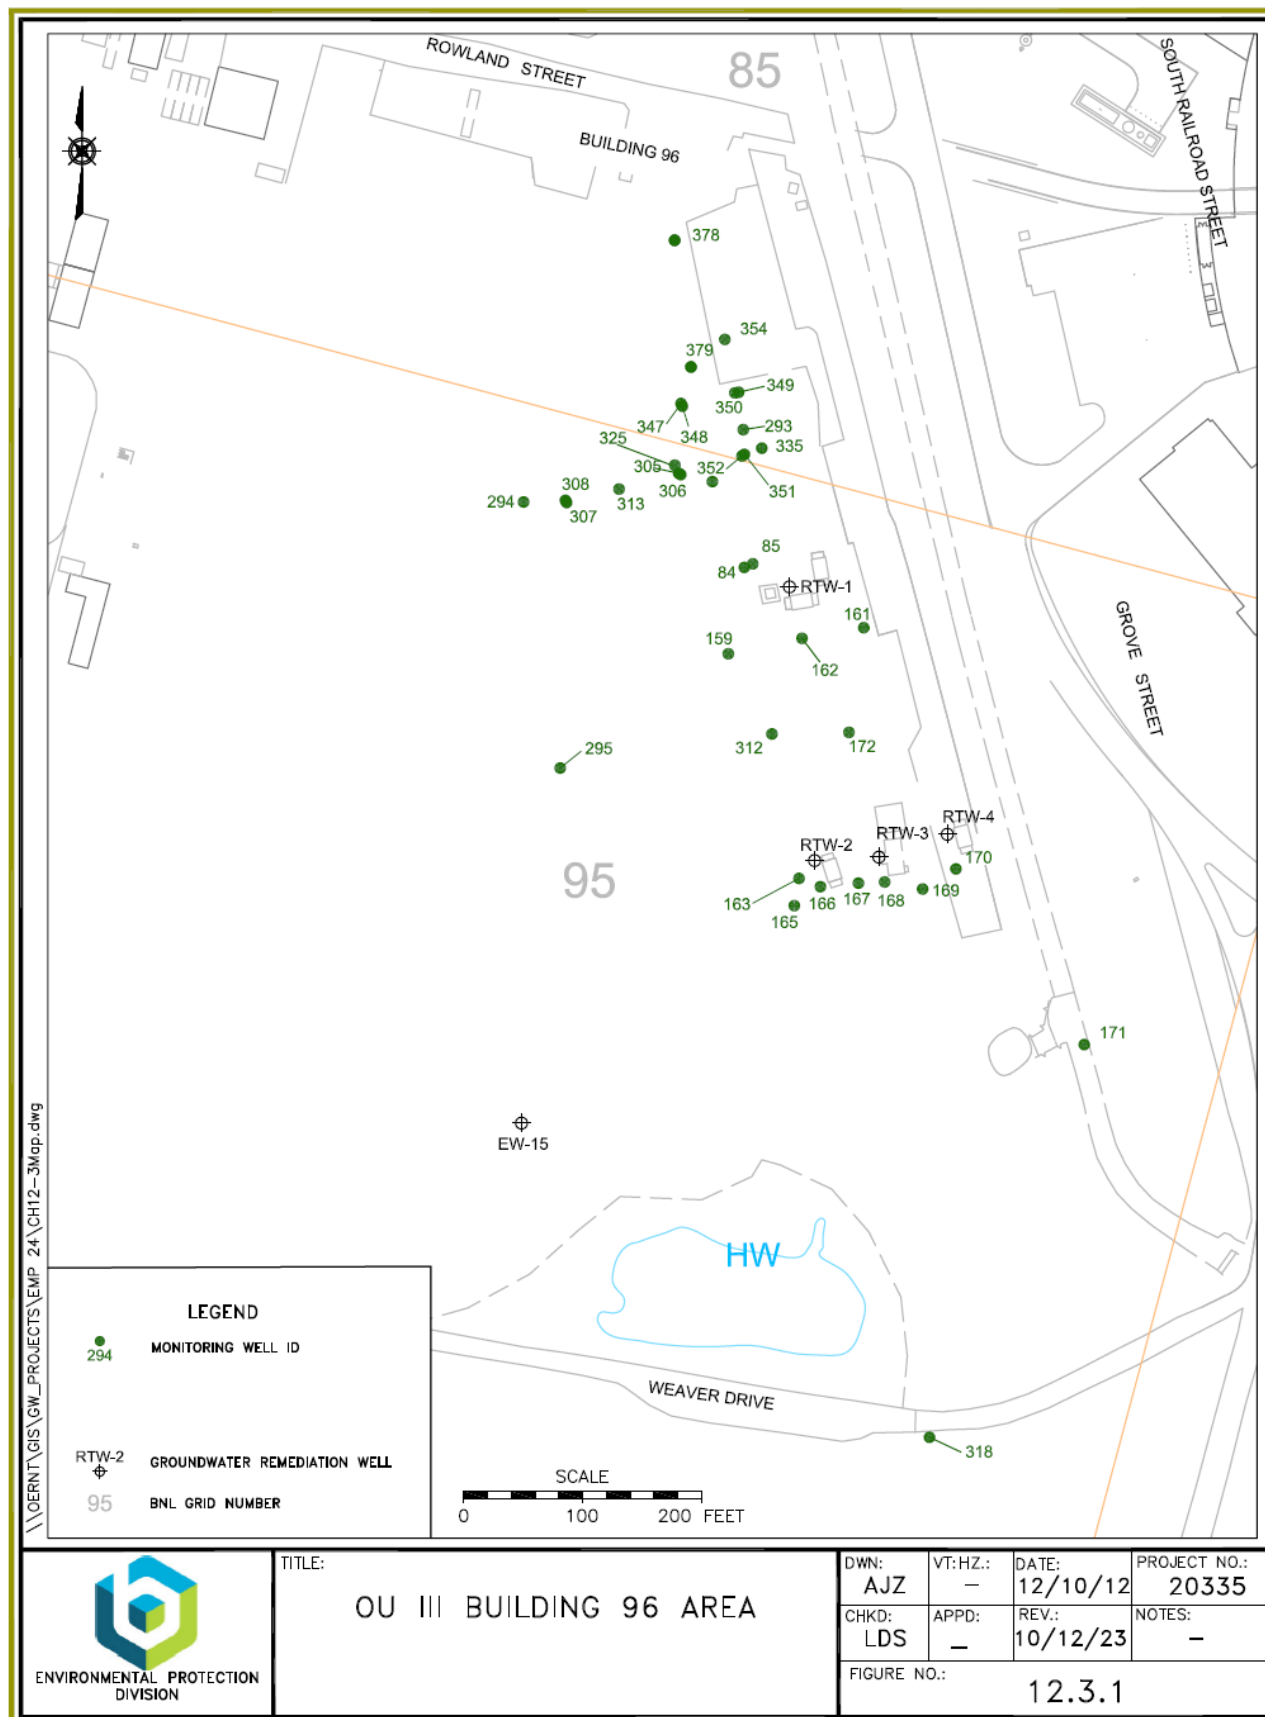 ROWLAND STREET
85
SOUTH RAILROAD STREET
BUILDING 96
378
354
379
349
350
347
348
293
325
335
305
352
306
351
308
294
313
307
85
84
RTW-1
161
159
162
GROVE STREET
312
172
295
RTW-4
RTW-3
RTW-2
170
95
163
166
167
168
169
165
171
EW-15
HW
WEAVER DRIVE
318
\\OERNT\GIS\GW_PROJECTS\EMP 24\CH12-3Map.dwg
LEGEND
294
MONITORING WELL ID
RTW-2
GROUNDWATER REMEDIATION WELL
95
BNL GRID NUMBER
SCALE
0 100 200 FEET
ENVIRONMENTAL PROTECTION
DIVISION
TITLE:
OU III BUILDING 96 AREA
DWN:
AJZ
VT:HZ.:
–
DATE:
12/10/12
PROJECT NO.:
20335
CHKD:
LDS
APPD:
–
REV.:
10/12/23
NOTES:
–
FIGURE NO.:
12.3.1